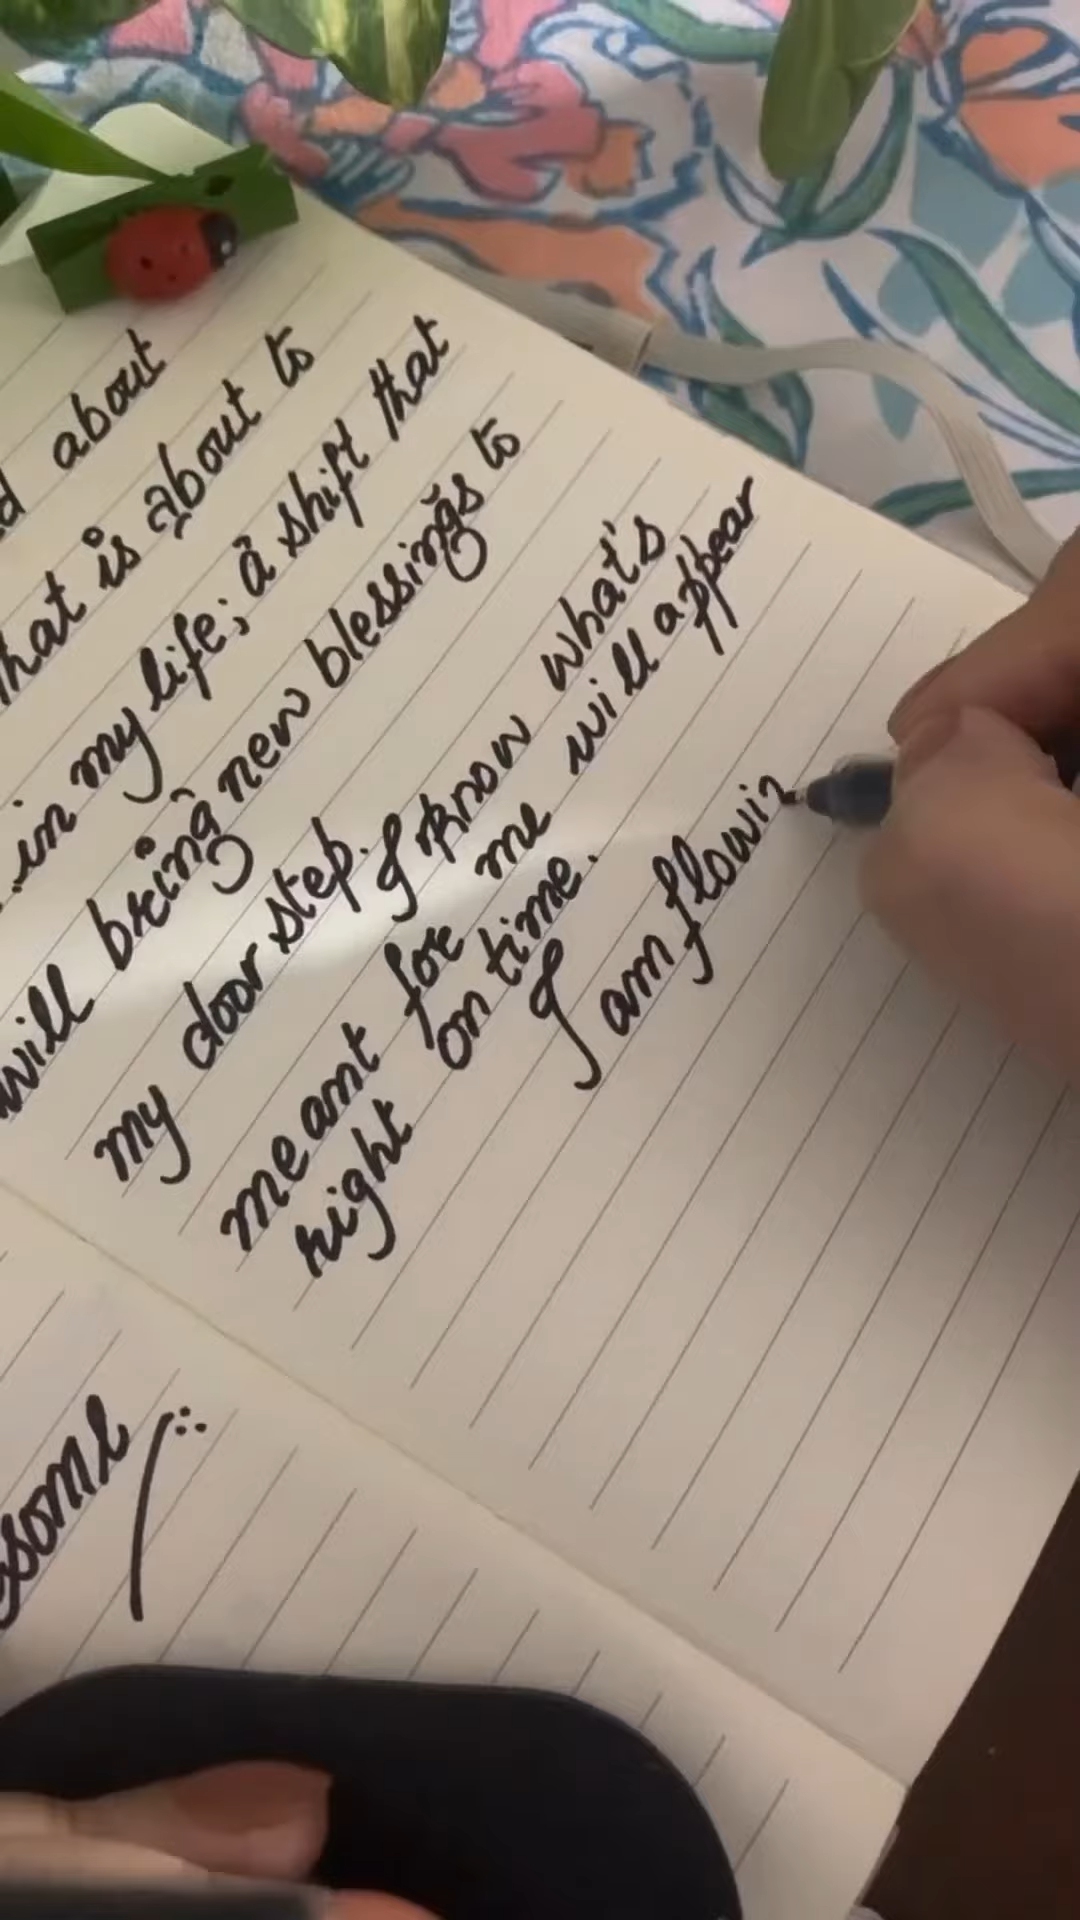 about
that is about to
in my life; a shift that
will bring new blessings to
my door step. I know what's
meant for me will appear
right on time.
I am flowin